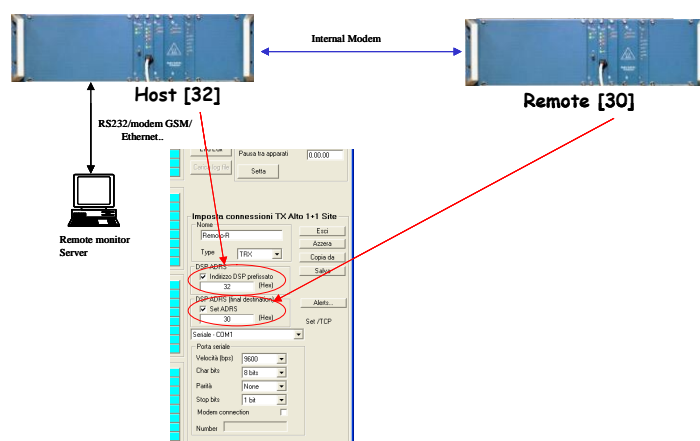 Internal Modem
Host [32]
Remote [30]
RS232/modem GSM/
Ethernet..
Remote monitor
Server
Pausa tra apparati
0.00.00
Setta
Imposta connessioni TX Alto 1+1 Site
Nome
Remoto-R
Esci
Azzera
Type
TRX
Copia da
DSP ADRS
Salva
Indirizzo DSP prefissato
32
(Hex)
DSP ADRS (final destination)
Alerts...
Set ADRS
30
(Hex)
Set /TCP
Seriale - COM1
Porta seriale
Velocità (bps)
9600
Char bits
8 bits
Parità
None
Stop bits
1 bit
Modem connection
Number